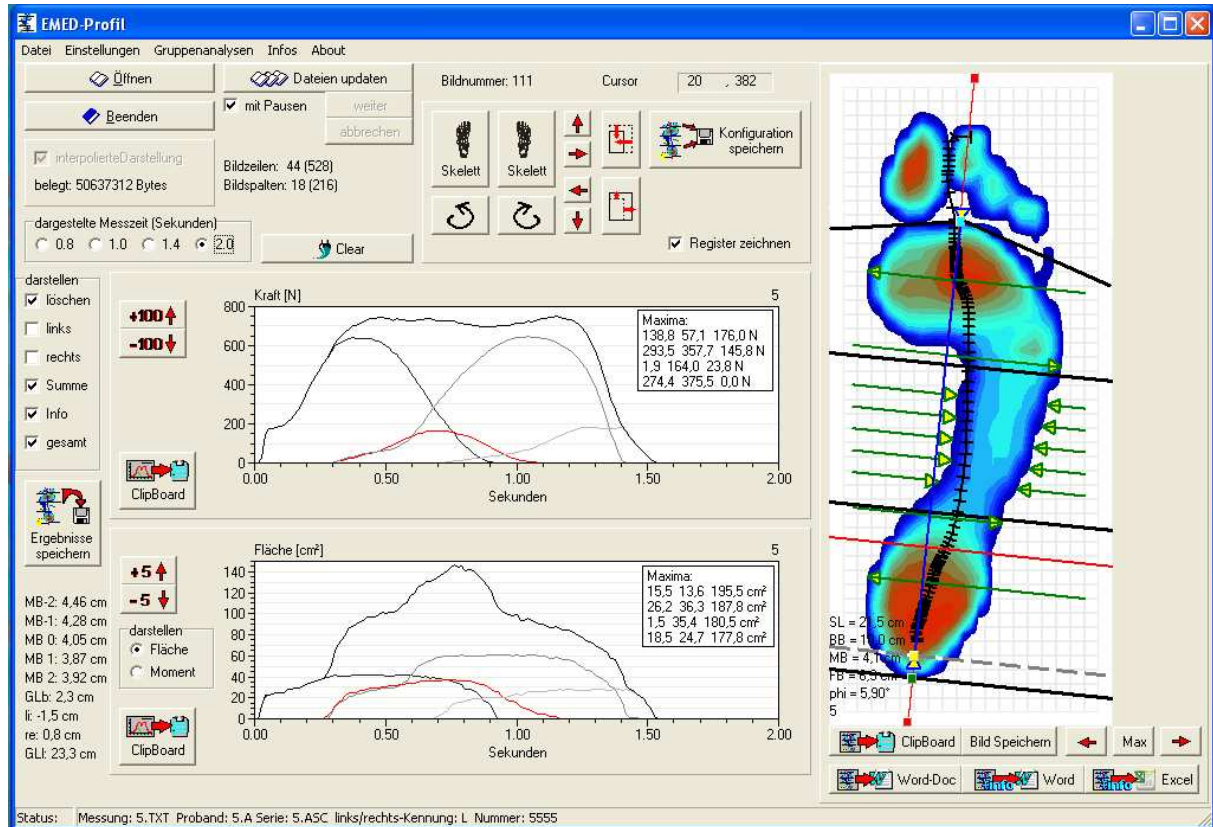 EMED-Profil
Datei Einstellungen Gruppenanalysen Infos About
Öffnen
Beenden
interpolierteDarstellung
belegt: 50637312 Bytes
Dateien updaten
mit Pausen
weiter
abbrechen
Bildzeilen: 44 (528)
Bildspalten: 18 (216)
dargestelte Messzeit (Sekunden)
0.8 1.0 1.4 2.0
Clear
Bildnummer: 111 Cursor 20 , 382
Skelett Skelett
Konfiguration
speichern
Register zeichnen
darstellen
löschen
links
rechts
Summe
Info
gesamt
Ergebnisse
speichern
MB-2: 4,46 cm
MB-1: 4,28 cm
MB 0: 4,05 cm
MB 1: 3,87 cm
MB 2: 3,92 cm
GLb: 2,3 cm
li: -1,5 cm
re: 0,8 cm
GLl: 23,3 cm
+100
-100
ClipBoard
Kraft [N] 5
800
600
400
200
0
0.00 0.50 1.00 1.50 2.00
Sekunden
Maxima:
138,8 57,1 176,0 N
293,5 357,7 145,8 N
1,9 164,0 23,8 N
274,4 375,5 0,0 N
+5
-5
darstellen
Fläche
Moment
ClipBoard
Fläche [cm²] 5
140
120
100
80
60
40
20
0
0.00 0.50 1.00 1.50 2.00
Sekunden
Maxima:
15,5 13,6 195,5 cm²
26,2 36,3 187,8 cm²
1,5 35,4 180,5 cm²
18,5 24,7 177,8 cm²
SL = cm
BB = cm
MB = 4,1 cm
FB = cm
phi = 5,90°
5
ClipBoard Bild Speichern Max
Word-Doc Info Word Info Excel
Status: Messung: 5.TXT Proband: 5.A Serie: 5.ASC links/rechts-Kennung: L Nummer: 5555